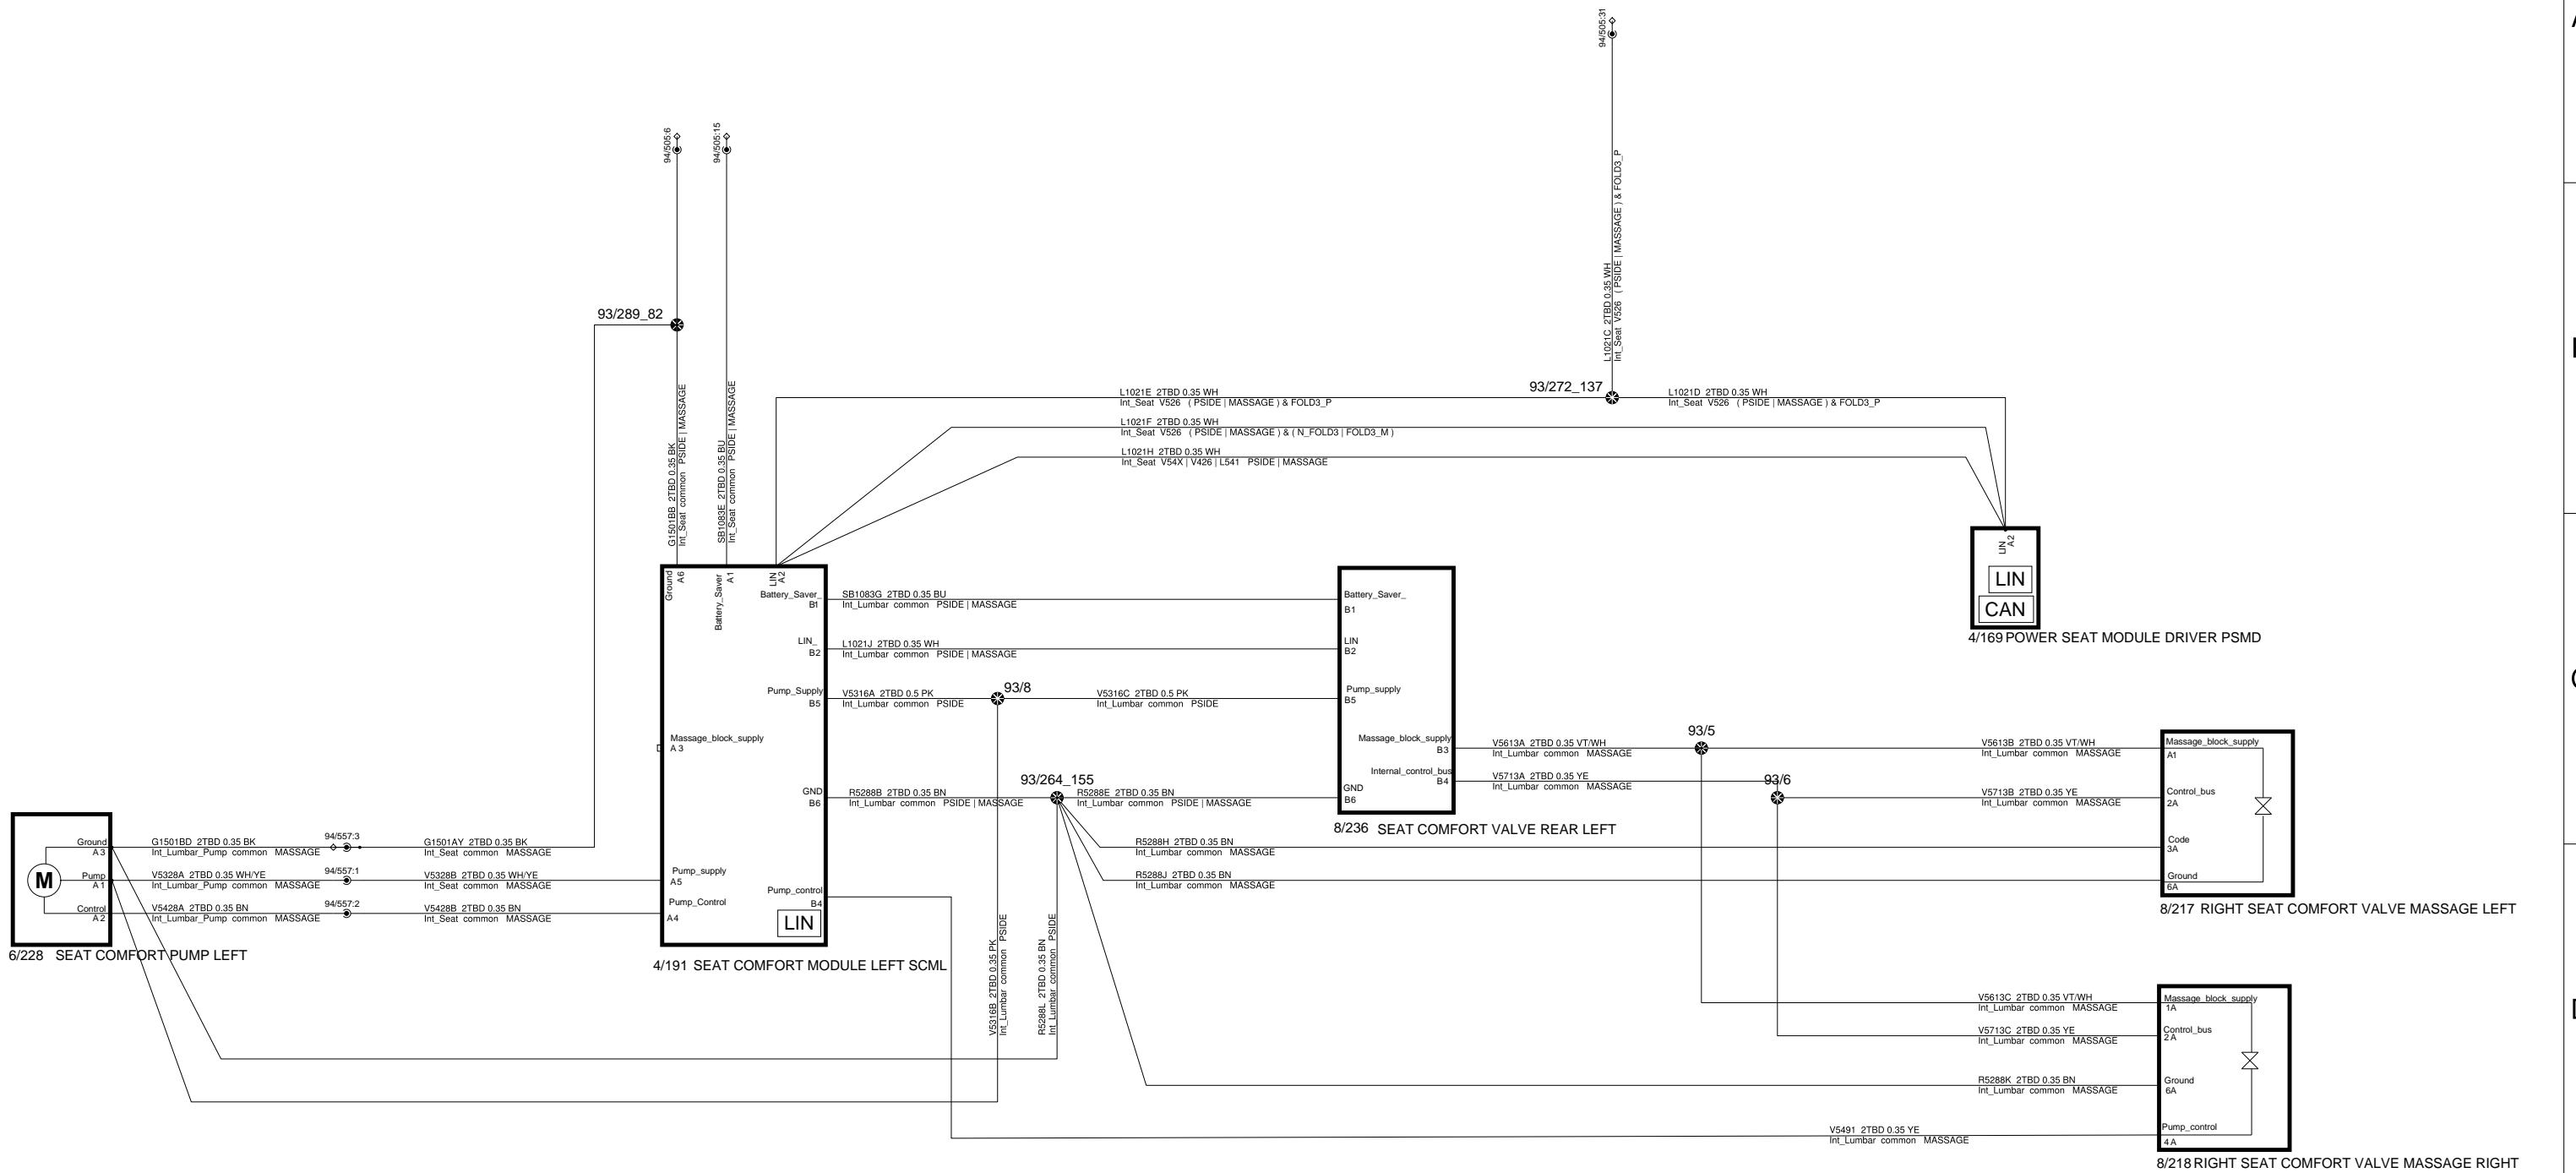 94/505:31
94/505:6
94/505:15
L1021C 2TBD 0.35 WH
Int_Seat V526 ( PSIDE | MASSAGE ) & FOLD3_P
93/289_82
93/272_137
G1501BB 2TBD 0.35 BK
Int_Seat common PSIDE | MASSAGE
SB1083E 2TBD 0.35 BU
Int_Seat common PSIDE | MASSAGE
L1021E 2TBD 0.35 WH
Int_Seat V526 ( PSIDE | MASSAGE ) & FOLD3_P
L1021D 2TBD 0.35 WH
Int_Seat V526 ( PSIDE | MASSAGE ) & FOLD3_P
L1021F 2TBD 0.35 WH
Int_Seat V526 ( PSIDE | MASSAGE ) & ( N_FOLD3 | FOLD3_M )
L1021H 2TBD 0.35 WH
Int_Seat V54X | V426 | L541 PSIDE | MASSAGE
LIN
A2
LIN
CAN
4/169 POWER SEAT MODULE DRIVER PSMD
Ground
A6
Battery_Saver
A1
LIN
A2
Battery_Saver_
B1
SB1083G 2TBD 0.35 BU
Int_Lumbar common PSIDE | MASSAGE
Battery_Saver_
B1
LIN_
B2
L1021J 2TBD 0.35 WH
Int_Lumbar common PSIDE | MASSAGE
LIN
B2
Pump_Supply
B5
V5316A 2TBD 0.5 PK
Int_Lumbar common PSIDE
93/8
V5316C 2TBD 0.5 PK
Int_Lumbar common PSIDE
Pump_supply
B5
Massage_block_supply
A3
Massage_block_supply
B3
V5613A 2TBD 0.35 VT/WH
Int_Lumbar common MASSAGE
93/5
V5613B 2TBD 0.35 VT/WH
Int_Lumbar common MASSAGE
Massage_block_supply
A1
Internal_control_bus
B4
V5713A 2TBD 0.35 YE
Int_Lumbar common MASSAGE
93/6
V5713B 2TBD 0.35 YE
Int_Lumbar common MASSAGE
Control_bus
2A
GND
B6
R5288B 2TBD 0.35 BN
Int_Lumbar common PSIDE | MASSAGE
93/264_155
R5288E 2TBD 0.35 BN
Int_Lumbar common PSIDE | MASSAGE
GND
B6
8/236 SEAT COMFORT VALVE REAR LEFT
R5288H 2TBD 0.35 BN
Int_Lumbar common MASSAGE
Code
3A
R5288J 2TBD 0.35 BN
Int_Lumbar common MASSAGE
Ground
6A
8/217 RIGHT SEAT COMFORT VALVE MASSAGE LEFT
M
Ground
A3
G1501BD 2TBD 0.35 BK
Int_Lumbar_Pump common MASSAGE
94/557:3
G1501AY 2TBD 0.35 BK
Int_Seat common MASSAGE
Pump
A1
V5328A 2TBD 0.35 WH/YE
Int_Lumbar_Pump common MASSAGE
94/557:1
V5328B 2TBD 0.35 WH/YE
Int_Seat common MASSAGE
Pump_supply
A5
Control
A2
V5428A 2TBD 0.35 BN
Int_Lumbar_Pump common MASSAGE
94/557:2
V5428B 2TBD 0.35 BN
Int_Seat common MASSAGE
Pump_Control
A4
Pump_control
B4
LIN
6/228 SEAT COMFORT PUMP LEFT
4/191 SEAT COMFORT MODULE LEFT SCML
V5316B 2TBD 0.35 PK
Int_Lumbar common PSIDE
R5288L 2TBD 0.35 BN
Int_Lumbar common PSIDE
V5613C 2TBD 0.35 VT/WH
Int_Lumbar common MASSAGE
Massage_block_supply
1A
V5713C 2TBD 0.35 YE
Int_Lumbar common MASSAGE
Control_bus
2A
R5288K 2TBD 0.35 BN
Int_Lumbar common MASSAGE
Ground
6A
V5491 2TBD 0.35 YE
Int_Lumbar common MASSAGE
Pump_control
4A
8/218 RIGHT SEAT COMFORT VALVE MASSAGE RIGHT